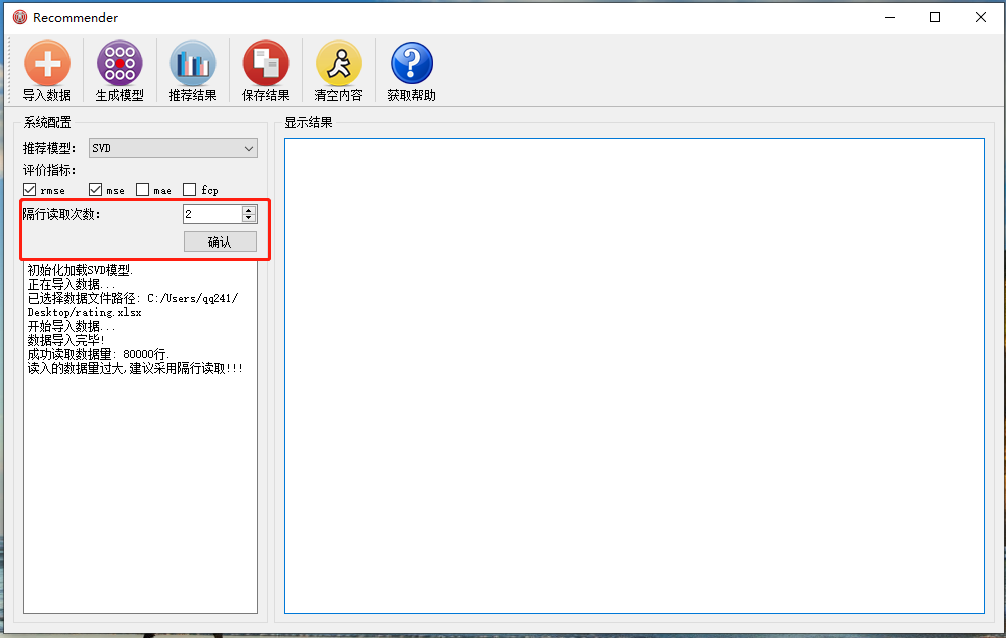 Recommender
导入数据 生成模型 推荐结果 保存结果 清空内容 获取帮助
系统配置
推荐模型: SVD
评价指标:
rmse mse mae fcp
隔行读取次数: 2
确认
初始化加载SVD模型.
正在导入数据...
已选择数据文件路径: C:/Users/qq241/
Desktop/rating.xlsx
开始导入数据...
数据导入完毕!
成功读取数据量: 80000行.
读入的数据量过大,建议采用隔行读取!!!
显示结果